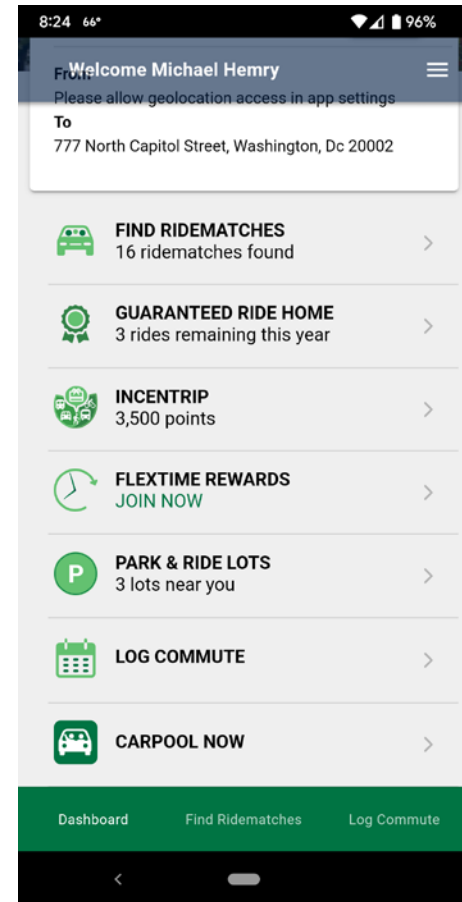 8:24 66° 96%
Welcome Michael Hemry
From
Please allow geolocation access in app settings
To
777 North Capitol Street, Washington, Dc 20002
FIND RIDEMATCHES
16 ridematches found
GUARANTEED RIDE HOME
3 rides remaining this year
INCENTRIP
3,500 points
FLEXTIME REWARDS
JOIN NOW
P
PARK & RIDE LOTS
3 lots near you
LOG COMMUTE
CARPOOL NOW
Dashboard Find Ridematches Log Commute